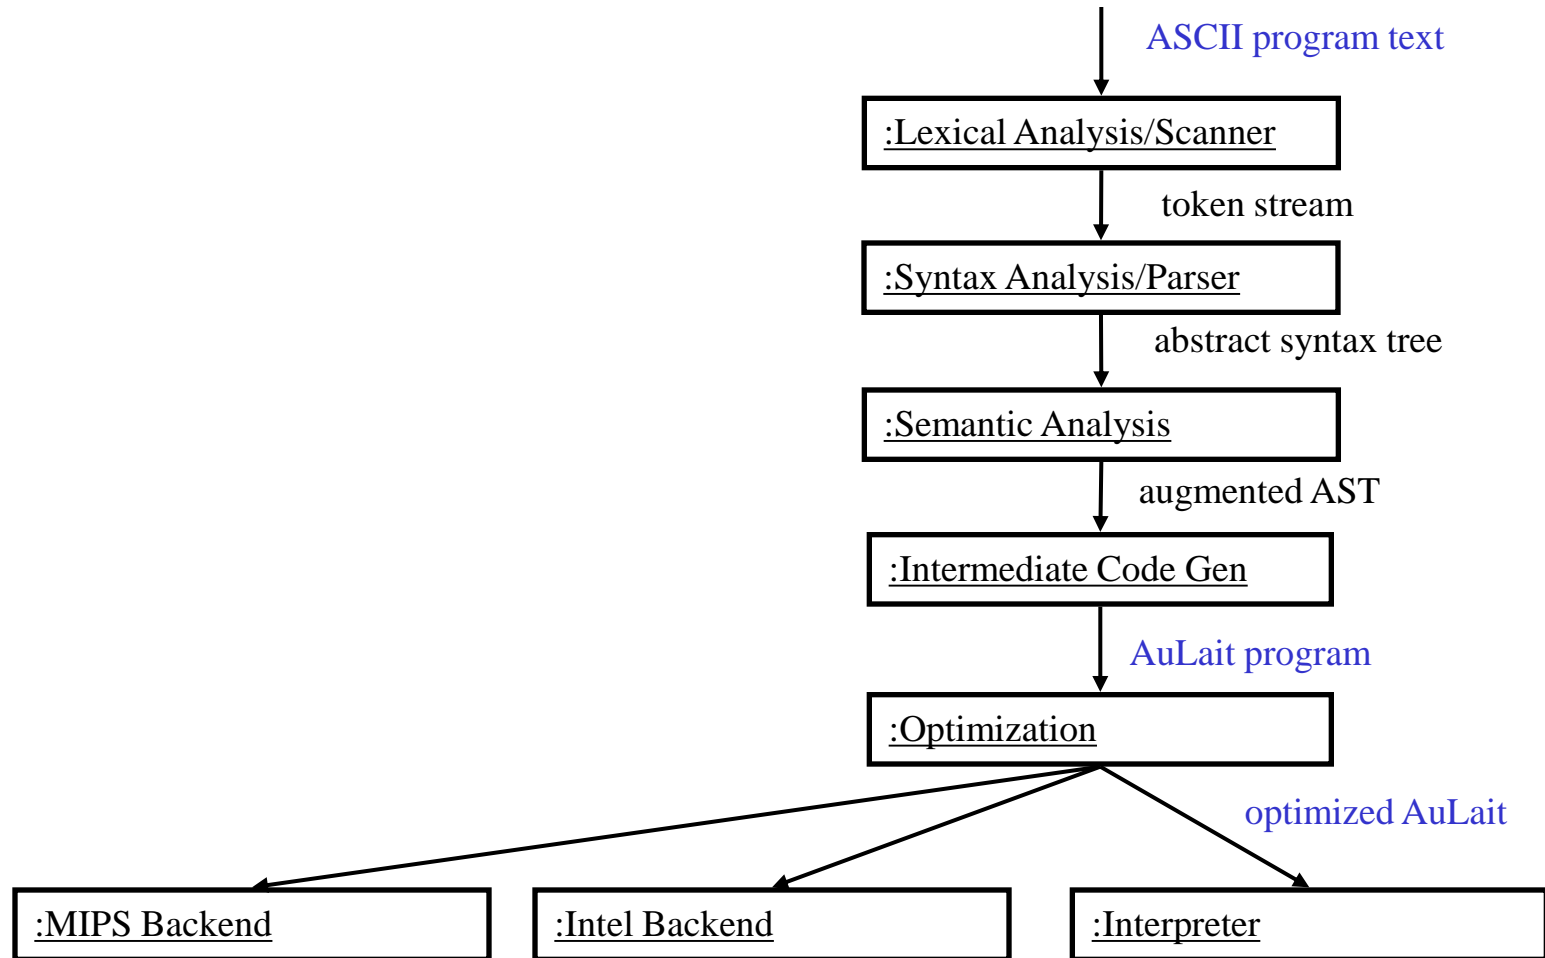 ASCII program text
:Lexical Analysis/Scanner
token stream
:Syntax Analysis/Parser
abstract syntax tree
:Semantic Analysis
augmented AST
:Intermediate Code Gen
AuLait program
:Optimization
optimized AuLait
:MIPS Backend
:Intel Backend
:Interpreter